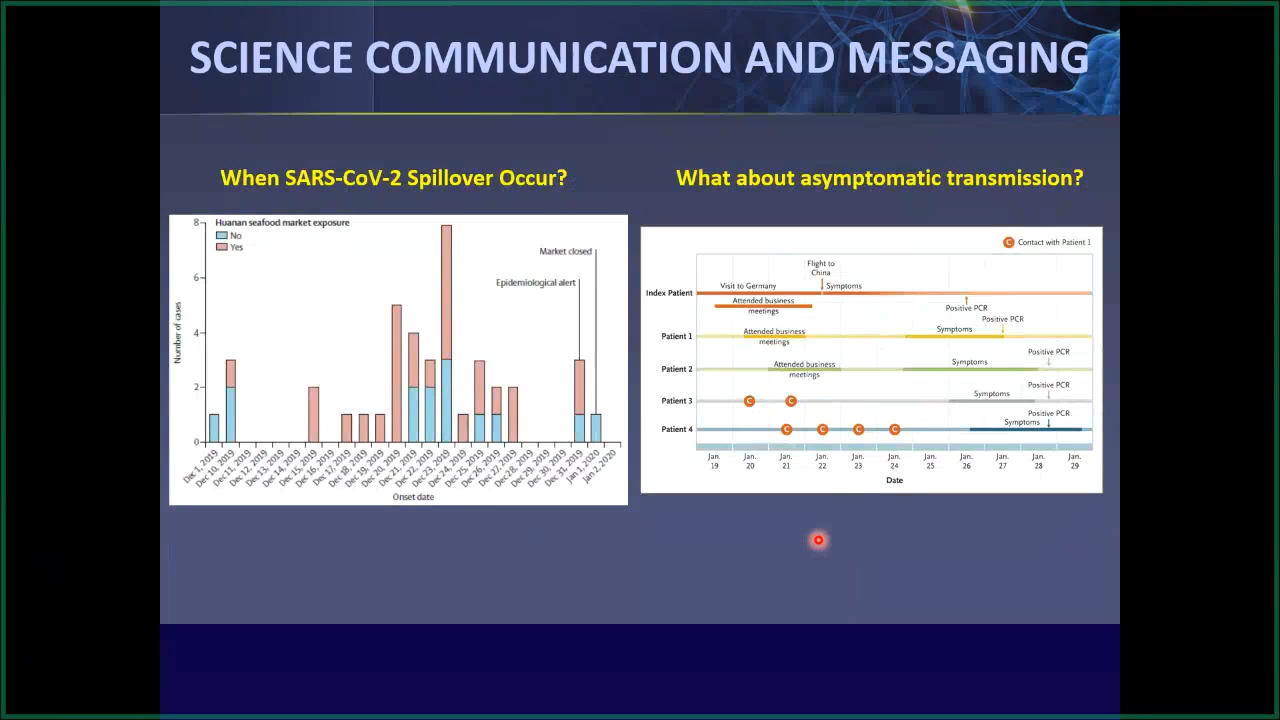 SCIENCE COMMUNICATION AND MESSAGING
When SARS-CoV-2 Spillover Occur?
Huanan seafood market exposure
No
Yes
Market closed
Epidemiological alert
Number of cases
8
6
4
2
0
Dec 1, 2019
Dec 10, 2019
Dec 11, 2019
Dec 12, 2019
Dec 13, 2019
Dec 14, 2019
Dec 15, 2019
Dec 16, 2019
Dec 17, 2019
Dec 18, 2019
Dec 19, 2019
Dec 20, 2019
Dec 21, 2019
Dec 22, 2019
Dec 23, 2019
Dec 24, 2019
Dec 25, 2019
Dec 26, 2019
Dec 27, 2019
Dec 28, 2019
Dec 29, 2019
Dec 30, 2019
Dec 31, 2019
Jan 1, 2020
Jan 2, 2020
Onset date
What about asymptomatic transmission?
C Contact with Patient 1
Flight to
China
Visit to Germany
Symptoms
Index Patient
Attended business
meetings
Positive PCR
Positive PCR
Patient 1
Attended business
meetings
Symptoms
Positive PCR
Patient 2
Attended business
meetings
Symptoms
Positive PCR
Patient 3
C C
Symptoms
Positive PCR
Patient 4
C C C C
Symptoms
Jan. 19
Jan. 20
Jan. 21
Jan. 22
Jan. 23
Jan. 24
Jan. 25
Jan. 26
Jan. 27
Jan. 28
Jan. 29
Date